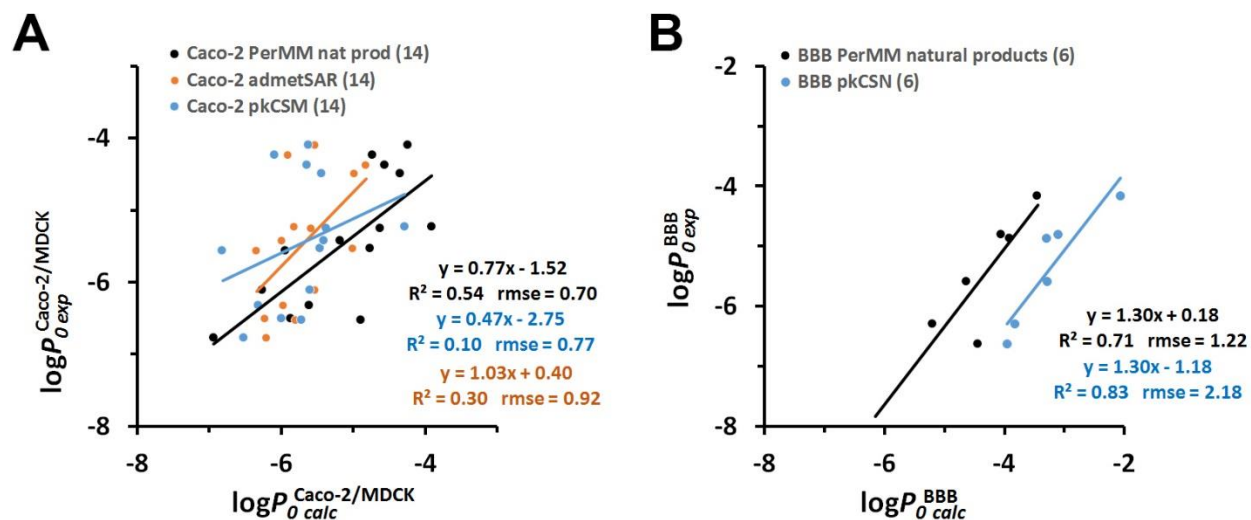 A
Caco-2 PerMM nat prod (14)
Caco-2 admetSAR (14)
Caco-2 pkCSM (14)
-4
-6
-8
logP0 exp Caco-2/MDCK
y = 0.77x - 1.52
R² = 0.54 rmse = 0.70
y = 0.47x - 2.75
R² = 0.10 rmse = 0.77
y = 1.03x + 0.40
R² = 0.30 rmse = 0.92
-8 -6 -4
logP0 calc Caco-2/MDCK
B
BBB PerMM natural products (6)
BBB pkCSN (6)
-2
-4
-6
-8
logP0 exp BBB
y = 1.30x + 0.18
R² = 0.71 rmse = 1.22
y = 1.30x - 1.18
R² = 0.83 rmse = 2.18
-8 -6 -4 -2
logP0 calc BBB